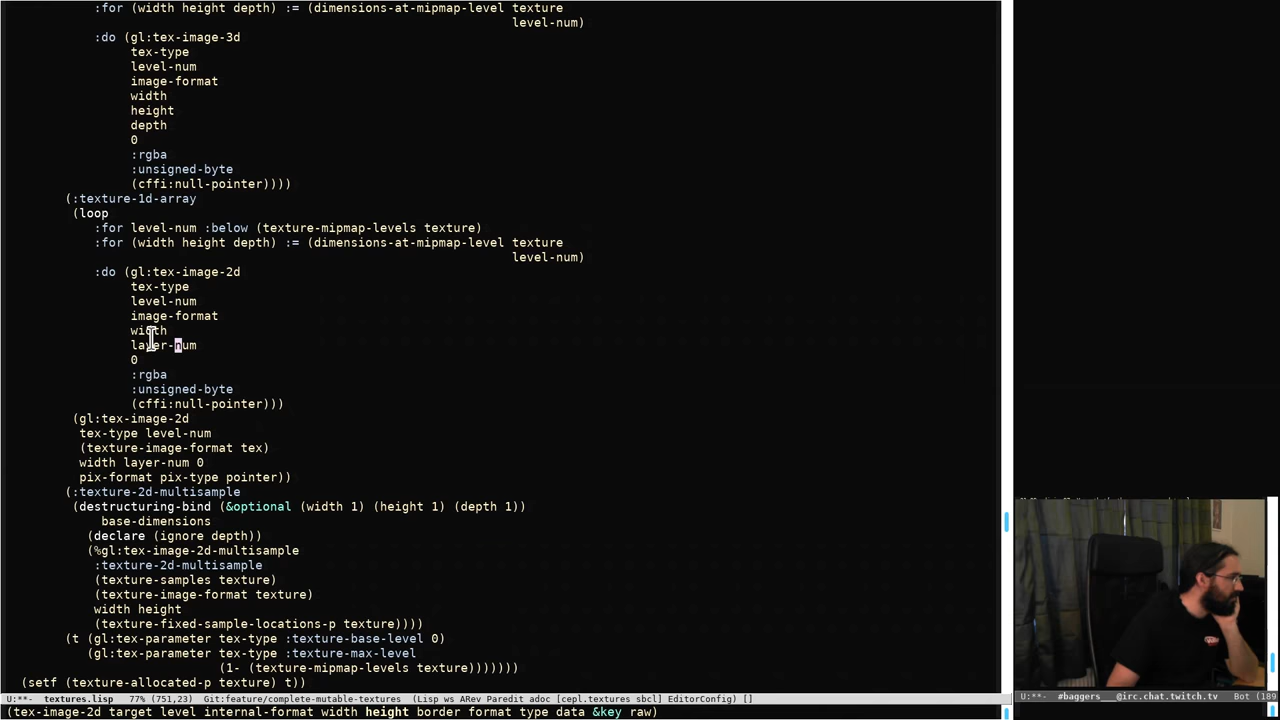 :for (width height depth) := (dimensions-at-mipmap-level texture
level-num)
:do (gl:tex-image-3d
tex-type
level-num
image-format
width
height
depth
0
:rgba
:unsigned-byte
(cffi:null-pointer))))
(:texture-1d-array
(loop
:for level-num :below (texture-mipmap-levels texture)
:for (width height depth) := (dimensions-at-mipmap-level texture
level-num)
:do (gl:tex-image-2d
tex-type
level-num
image-format
width
layer-num
0
:rgba
:unsigned-byte
(cffi:null-pointer)))
(gl:tex-image-2d
tex-type level-num
(texture-image-format tex)
width layer-num 0
pix-format pix-type pointer))
(:texture-2d-multisample
(destructuring-bind (&optional (width 1) (height 1) (depth 1))
base-dimensions
(declare (ignore depth))
(%gl:tex-image-2d-multisample
:texture-2d-multisample
(texture-samples texture)
(texture-image-format texture)
width height
(texture-fixed-sample-locations-p texture))))
(t (gl:tex-parameter tex-type :texture-base-level 0)
(gl:tex-parameter tex-type :texture-max-level
(1- (texture-mipmap-levels texture)))))))
(setf (texture-allocated-p texture) t))
U:**- textures.lisp 77% (751,23) Git:feature/complete-mutable-textures (Lisp ws ARev Paredit adoc [cepl.textures sbcl] EditorConfig) []
U:**- #baggers___@irc.chat.twitch.tv Bot (189
(tex-image-2d target level internal-format width height border format type data &key raw)